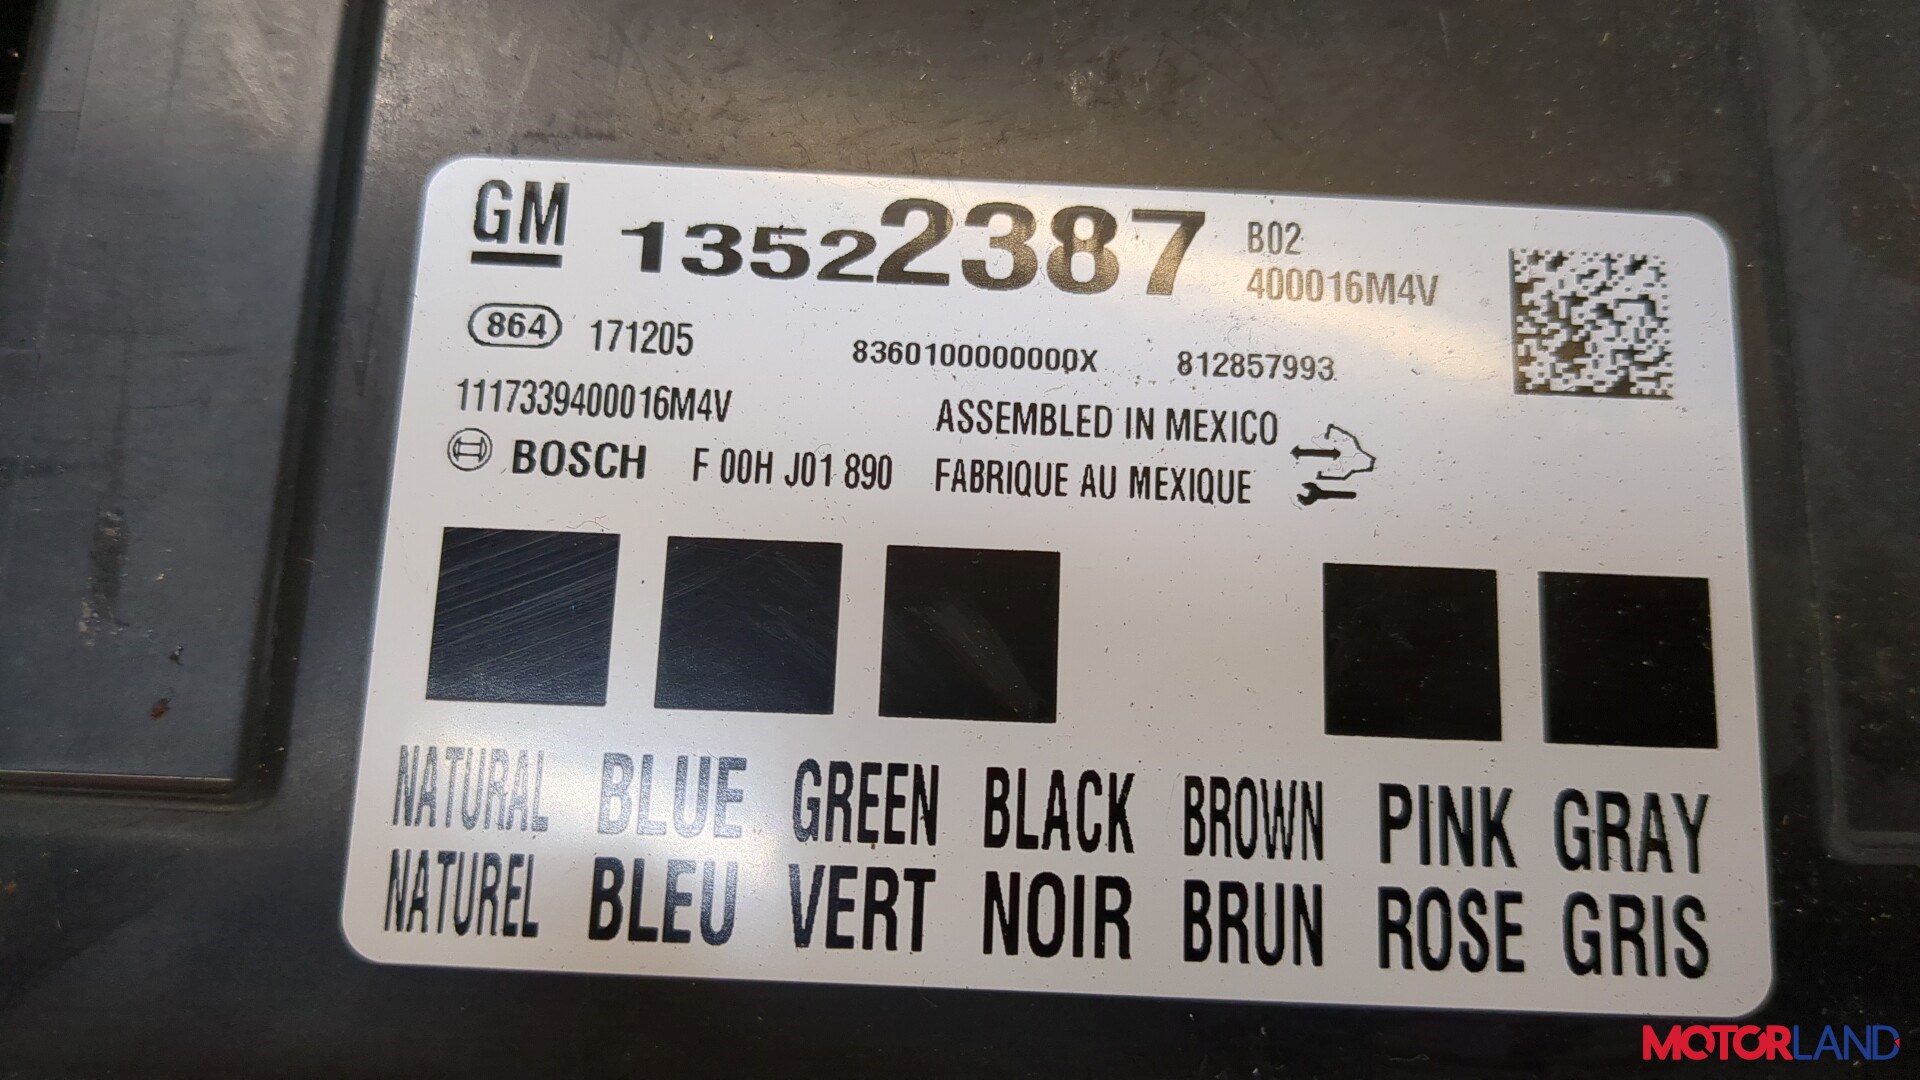 GM 13522387 B02
400016M4V
864 171205 8360100000000X 812857993
1117339400016M4V ASSEMBLED IN MEXICO
BOSCH F 00H J01 890 FABRIQUE AU MEXIQUE
NATURAL BLUE GREEN BLACK BROWN PINK GRAY
NATUREL BLEU VERT NOIR BRUN ROSE GRIS
MOTORLAND